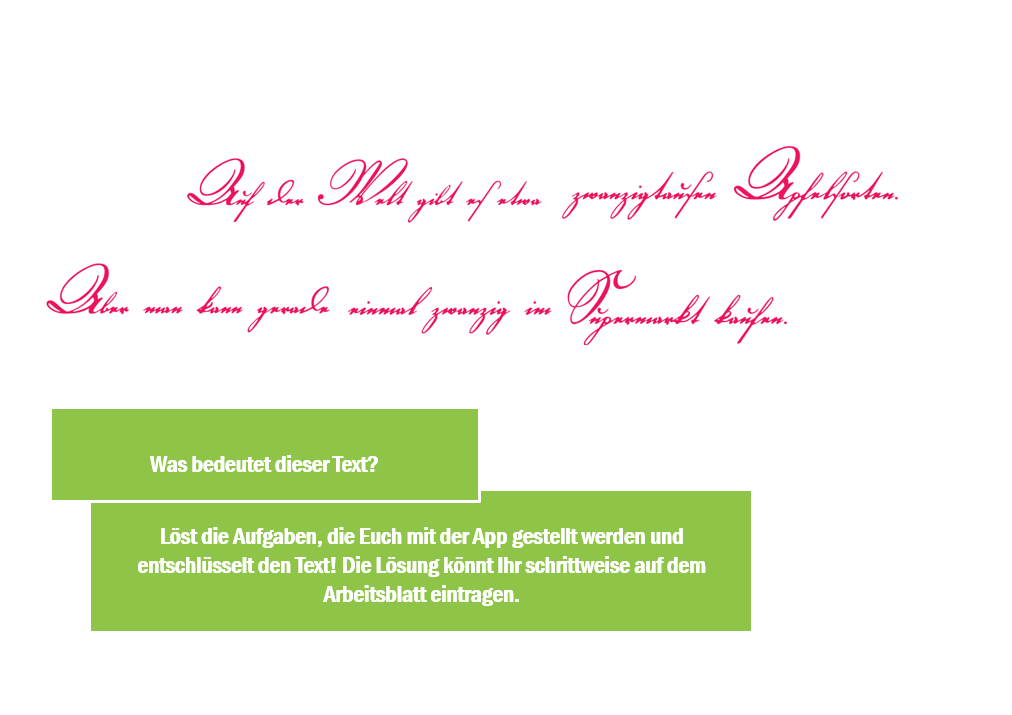 Auf der Welt gibt es etwa zwanzigtausen Apfelsorten.
Aber man kann gerade einmal zwanzig im Supermarkt kaufen.
Was bedeutet dieser Text?
Löst die Aufgaben, die Euch mit der App gestellt werden und
entschlüsselt den Text! Die Lösung könnt Ihr schrittweise auf dem
Arbeitsblatt eintragen.